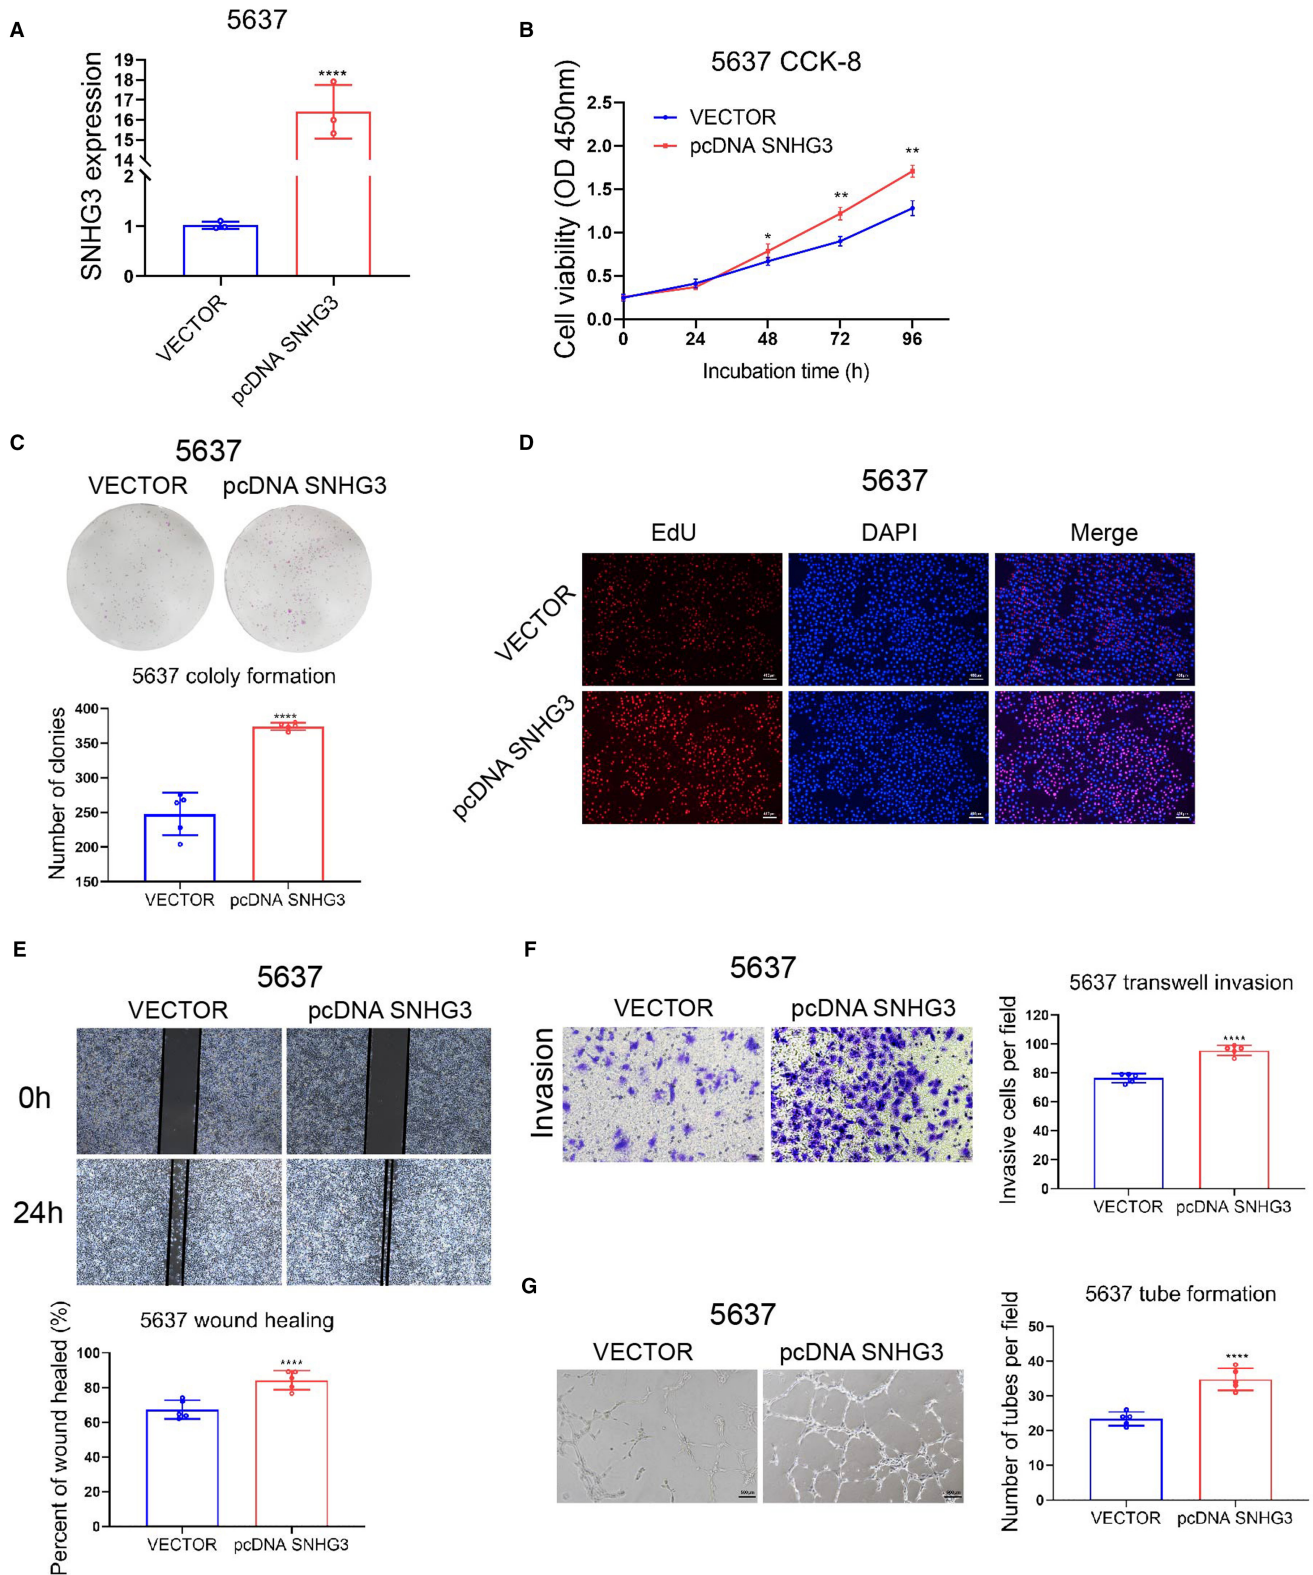 A
5637
SNHG3 expression
19
18
17
16
15
14
2
1
0
****
VECTOR
pcDNA SNHG3
B
5637 CCK-8
Cell viability (OD 450nm)
2.5
2.0
1.5
1.0
0.5
0.0
VECTOR
pcDNA SNHG3
*
**
**
0 24 48 72 96
Incubation time (h)
C
5637
VECTOR pcDNA SNHG3
5637 cololy formation
Number of clonies
400
350
300
250
200
150
****
VECTOR pcDNA SNHG3
D
5637
EdU DAPI Merge
VECTOR
pcDNA SNHG3
E
5637
VECTOR pcDNA SNHG3
0h
24h
5637 wound healing
Percent of wound healed (%)
100
80
60
40
20
0
****
VECTOR pcDNA SNHG3
F
5637
VECTOR pcDNA SNHG3
Invasion
5637 transwell invasion
Invasive cells per field
120
100
80
60
40
20
0
****
VECTOR pcDNA SNHG3
G
5637
VECTOR pcDNA SNHG3
5637 tube formation
Number of tubes per field
50
40
30
20
10
0
****
VECTOR pcDNA SNHG3